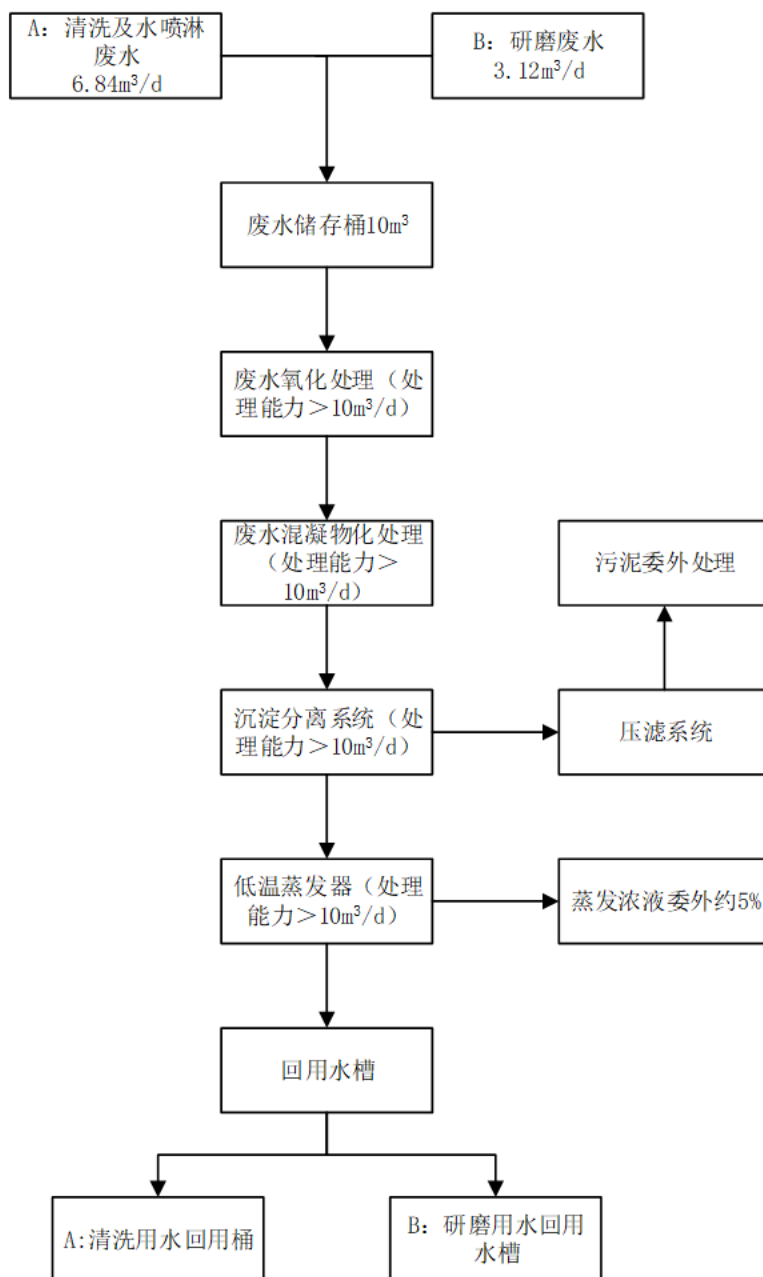 A：清洗及水喷淋
废水
6.84m³/d
B：研磨废水
3.12m³/d
废水储存桶10m³
废水氧化处理（处
理能力＞10m³/d）
废水混凝物化处理
（处理能力＞
10m³/d）
污泥委外处理
沉淀分离系统（处
理能力＞10m³/d）
压滤系统
低温蒸发器（处理
能力＞10m³/d）
蒸发浓液委外约5%
回用水槽
A:清洗用水回用桶
B：研磨用水回用
水槽